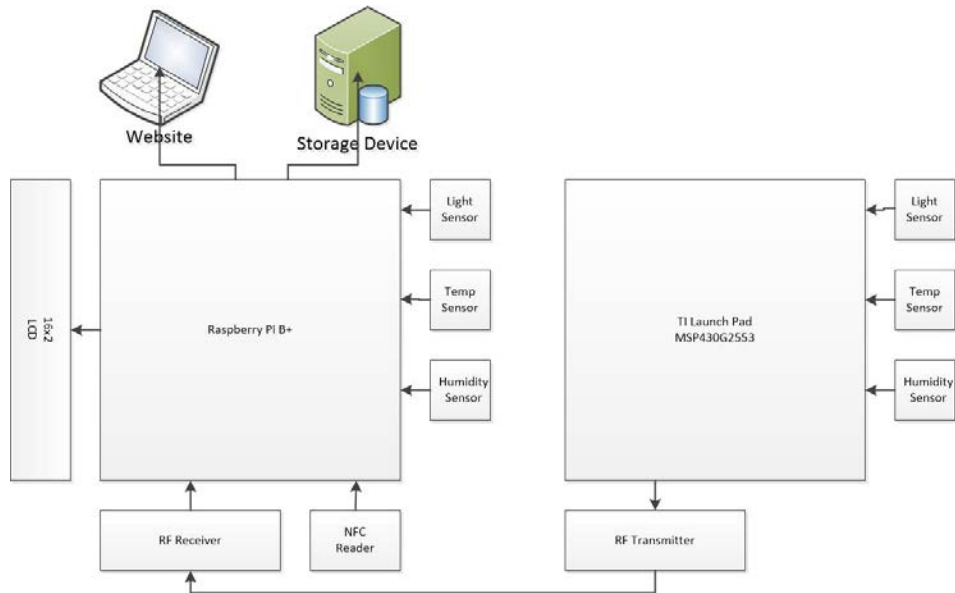 Website
Storage Device
16x2
LCD
Raspberry Pi B+
Light
Sensor
Temp
Sensor
Humidity
Sensor
TI Launch Pad
MSP430G2553
Light
Sensor
Temp
Sensor
Humidity
Sensor
RF Receiver
NFC
Reader
RF Transmitter